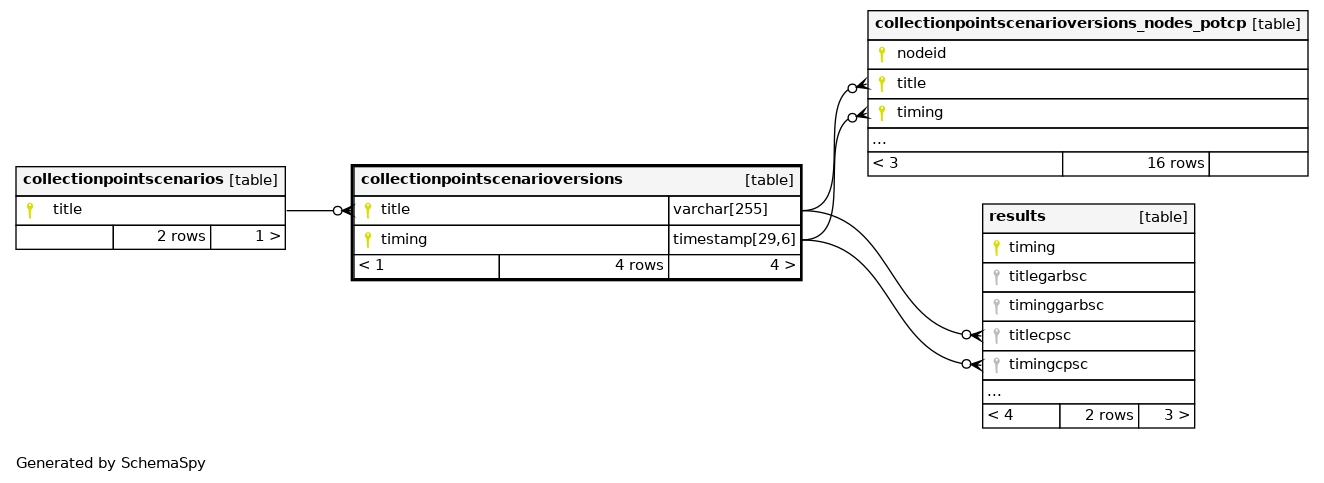 collectionpointscenarioversions_nodes_potcp [table]
nodeid
title
timing
...
< 3 16 rows
collectionpointscenarios [table]
title
2 rows 1 >
collectionpointscenarioversions [table]
title varchar[255]
timing timestamp[29,6]
< 1 4 rows 4 >
results [table]
timing
titlegarbsc
timinggarbsc
titlecpsc
timingcpsc
...
< 4 2 rows 3 >
Generated by SchemaSpy